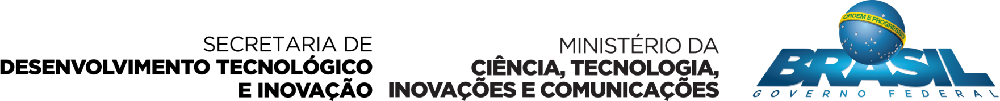 SECRETARIA DE
DESENVOLVIMENTO TECNOLÓGICO
E INOVAÇÃO
MINISTÉRIO DA
CIÊNCIA, TECNOLOGIA,
INOVAÇÕES E COMUNICAÇÕES
ORDEM E PROGRESSO
BRASIL
GOVERNO FEDERAL